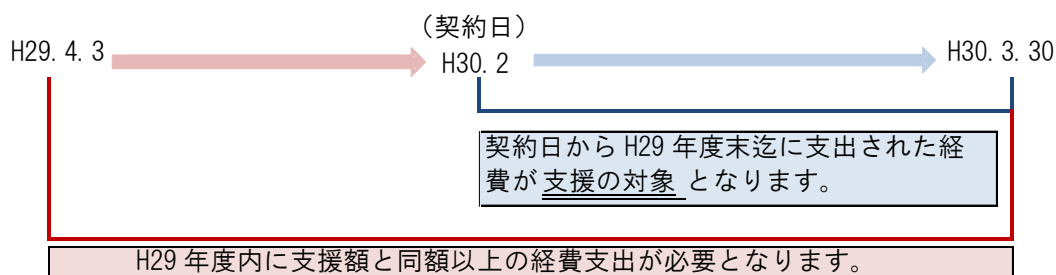 （契約日）
H29. 4. 3
H30. 2
H30. 3. 30
契約日から H29 年度末迄に支出された経
費が 支援の対象 となります。
H29 年度内に支援額と同額以上の経費支出が必要となります。